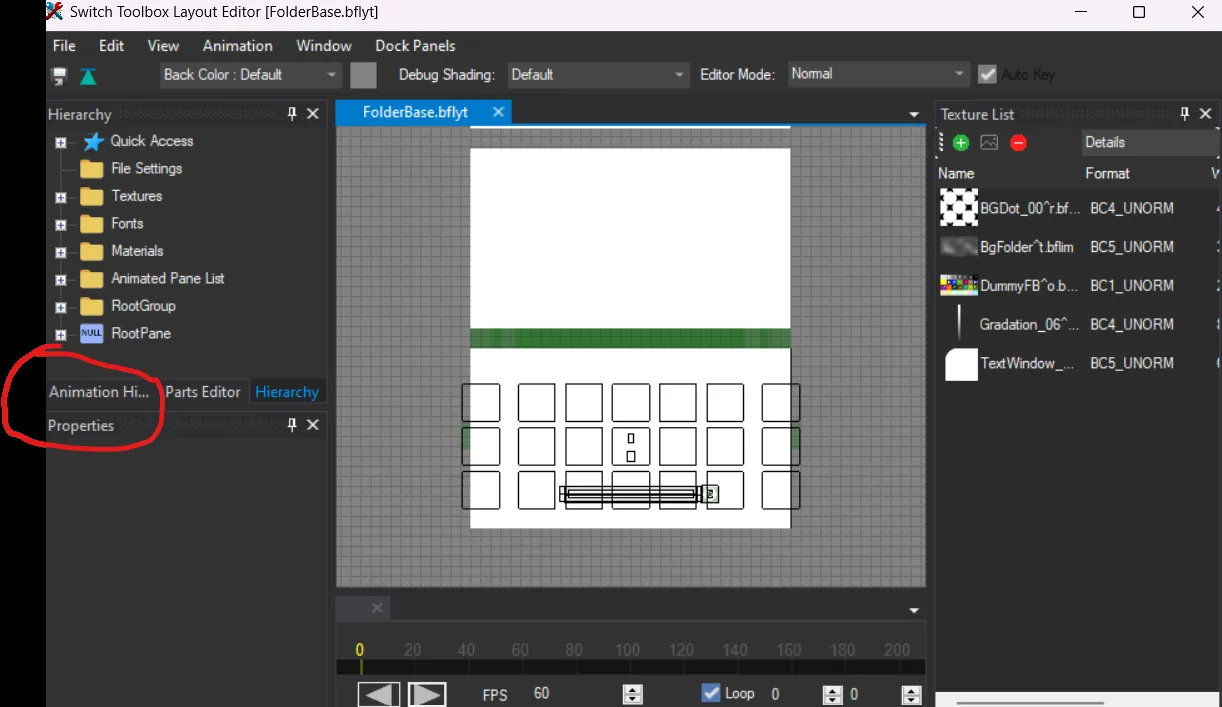 Switch Toolbox Layout Editor [FolderBase.bflyt]
File Edit View Animation Window Dock Panels
Back Color : Default Debug Shading: Default Editor Mode: Normal Auto Key
Hierarchy
Quick Access
File Settings
Textures
Fonts
Materials
Animated Pane List
RootGroup
NULL RootPane
Animation Hi... Parts Editor Hierarchy
Properties
FolderBase.bflyt
0 20 40 60 80 100 120 140 160 180 200
FPS 60 Loop 0 0
Texture List
Details
Name Format
BGDot_00^r.bf... BC4_UNORM
BgFolder^t.bflim BC5_UNORM
DummyFB^o.b... BC1_UNORM
Gradation_06^... BC4_UNORM
TextWindow_... BC5_UNORM